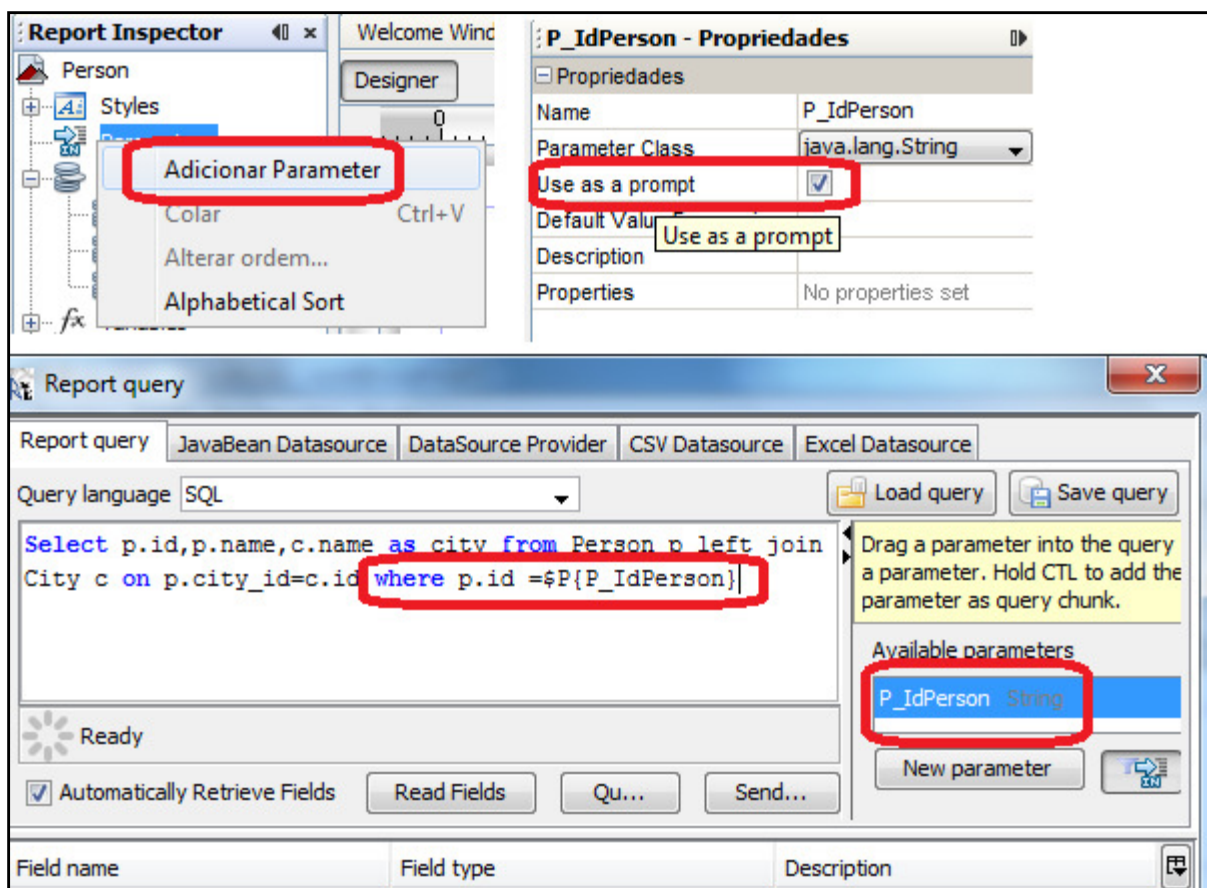 Report Inspector
Person
Styles
Adicionar Parameter
Colar Ctrl+V
Alterar ordem...
Alphabetical Sort
fx
Welcome Wind
Designer
0
P_IdPerson - Propriedades
Propriedades
Name P_IdPerson
Parameter Class java.lang.String
Use as a prompt
Default Valu
Use as a prompt
Description
Properties No properties set
Report query
Report query JavaBean Datasource DataSource Provider CSV Datasource Excel Datasource
Query language SQL
Load query Save query
Select p.id,p.name,c.name as city from Person p left join
City c on p.city_id=c.id where p.id =$P{P_IdPerson}
Drag a parameter into the query
a parameter. Hold CTL to add the
parameter as query chunk.
Available parameters
P_IdPerson String
Ready
New parameter
IN
Automatically Retrieve Fields Read Fields Qu... Send...
Field name Field type Description